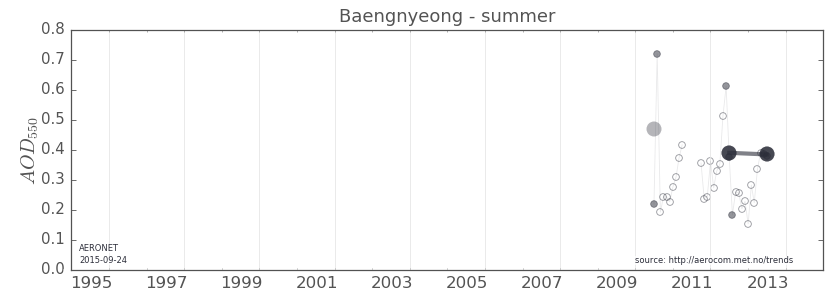 Baengnyeong - summer
0.8
0.7
0.6
0.5
0.4
0.3
0.2
0.1
0.0
AOD550
AERONET
2015-09-24
source: http://aerocom.met.no/trends
1995 1997 1999 2001 2003 2005 2007 2009 2011 2013